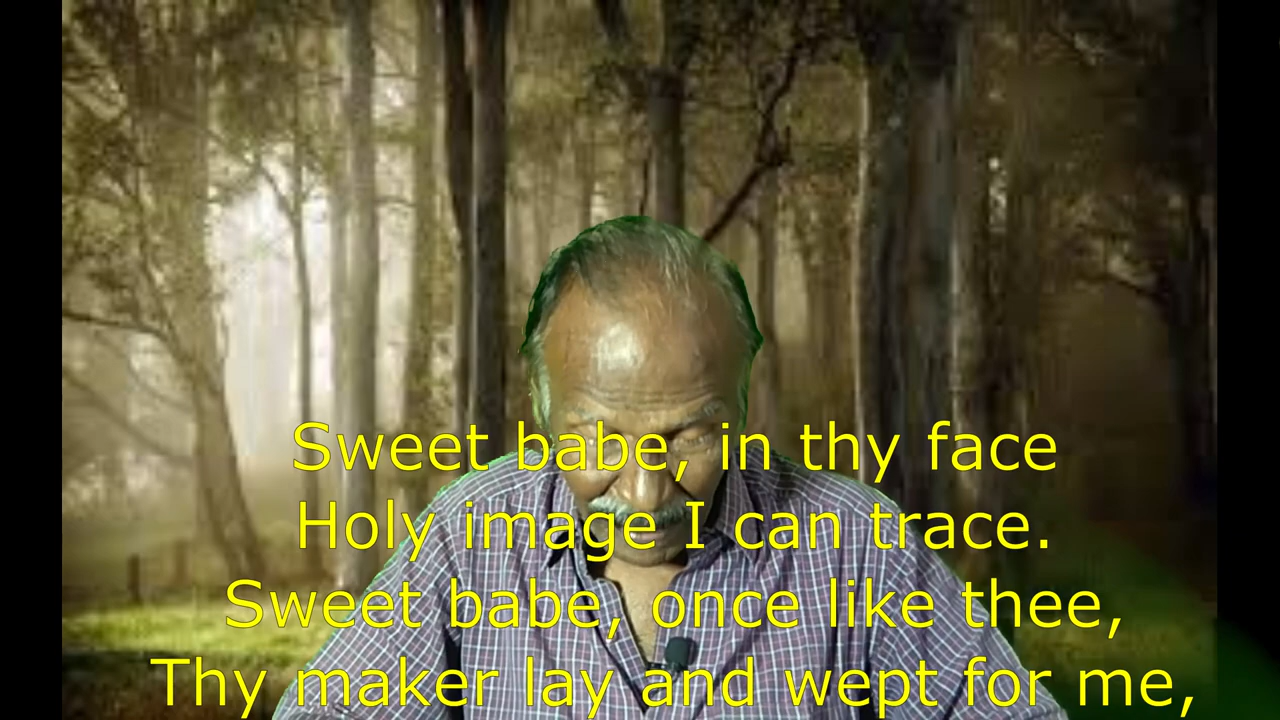 Sweet babe, in thy face
Holy image I can trace.
Sweet babe, once like thee,
Thy maker lay and wept for me,